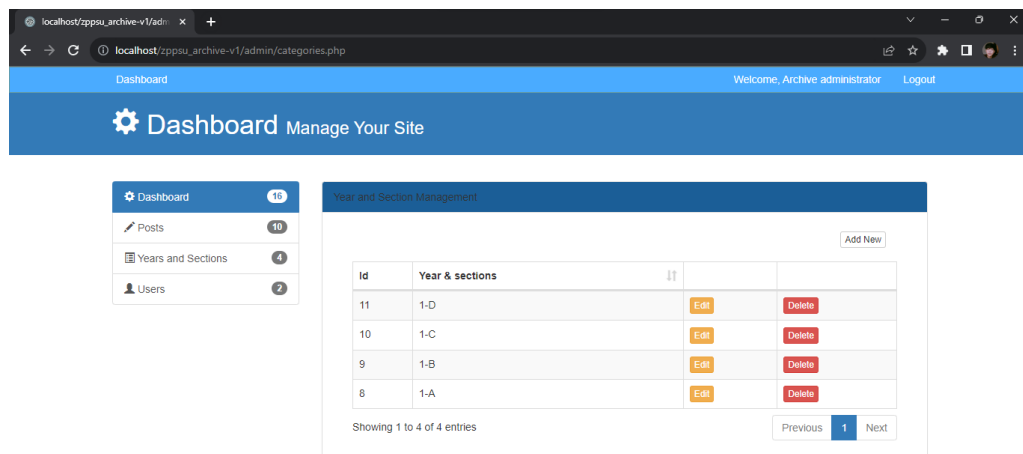 localhost/zppsu_archive-v1/adm
localhost/zppsu_archive-v1/admin/categories.php
Dashboard Welcome, Archive administrator Logout
Dashboard Manage Your Site
Dashboard 16
Posts 10
Years and Sections 4
Users 2
Year and Section Management
Add New
Id Year & sections
11 1-D Edit Delete
10 1-C Edit Delete
9 1-B Edit Delete
8 1-A Edit Delete
Showing 1 to 4 of 4 entries
Previous 1 Next